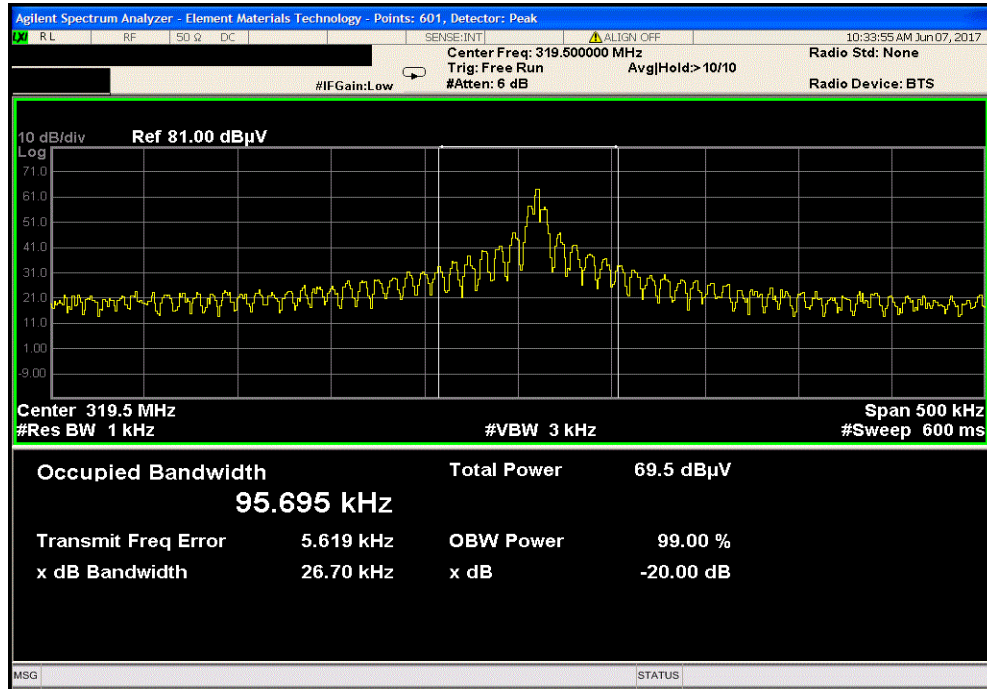 Agilent Spectrum Analyzer - Element Materials Technology - Points: 601, Detector: Peak
LXI RL RF 50 Ω DC SENSE:INT ALIGN OFF 10:33:55 AM Jun 07, 2017
Center Freq: 319.500000 MHz Radio Std: None
Trig: Free Run Avg|Hold:>10/10
#IFGain:Low #Atten: 6 dB Radio Device: BTS
10 dB/div Ref 81.00 dBµV
Log
71.0
61.0
51.0
41.0
31.0
21.0
11.0
1.00
-9.00
Center 319.5 MHz Span 500 kHz
#Res BW 1 kHz #VBW 3 kHz #Sweep 600 ms
Occupied Bandwidth Total Power 69.5 dBµV
95.695 kHz
Transmit Freq Error 5.619 kHz OBW Power 99.00 %
x dB Bandwidth 26.70 kHz x dB -20.00 dB
MSG STATUS